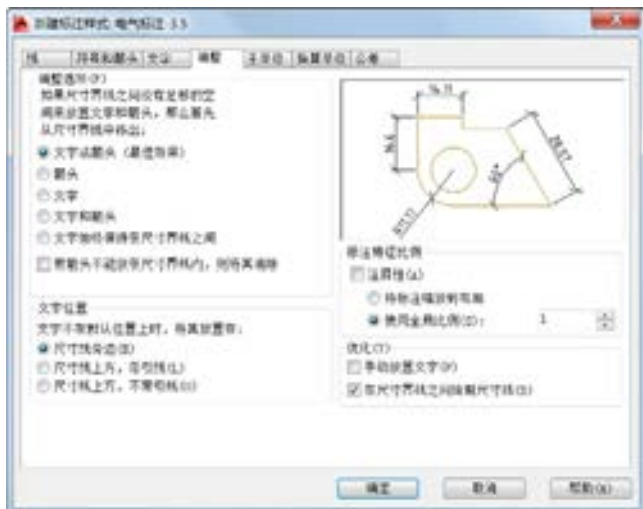 新建标注样式: 电气标注 3.5
线 符号和箭头 文字 调整 主单位 换算单位 公差
调整选项(F)
如果尺寸界线之间没有足够的空
间来放置文字和箭头，那么首先
从尺寸界线中移出:
文字或箭头（最佳效果）
箭头
文字
文字和箭头
文字始终保持在尺寸界线之间
若箭头不能放在尺寸界线内，则将其消除
文字位置
文字不在默认位置上时，将其放置在:
尺寸线旁边(B)
尺寸线上方，带引线(L)
尺寸线上方，不带引线(O)
14,11
16,6
28,07
60°
R11,17
标注特征比例
注释性(A)
将标注缩放到布局
使用全局比例(S): 1
优化(T)
手动放置文字(P)
在尺寸界线之间绘制尺寸线(D)
确定 取消 帮助(H)